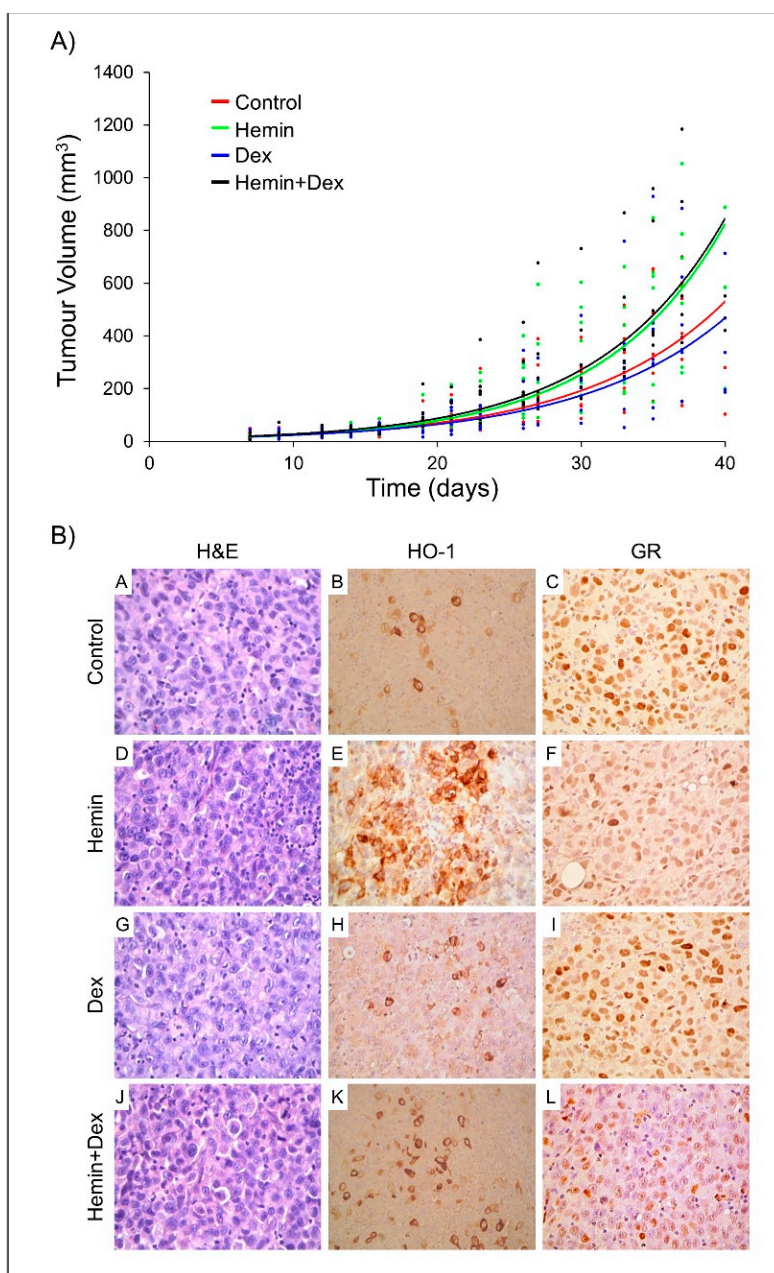 A)
1400
1200
1000
800
600
400
200
0
Tumour Volume (mm³)
Control
Hemin
Dex
Hemin+Dex
0 10 20 30 40
Time (days)
B)
H&E HO-1 GR
Control
A B C
Hemin
D E F
Dex
G H I
Hemin+Dex
J K L